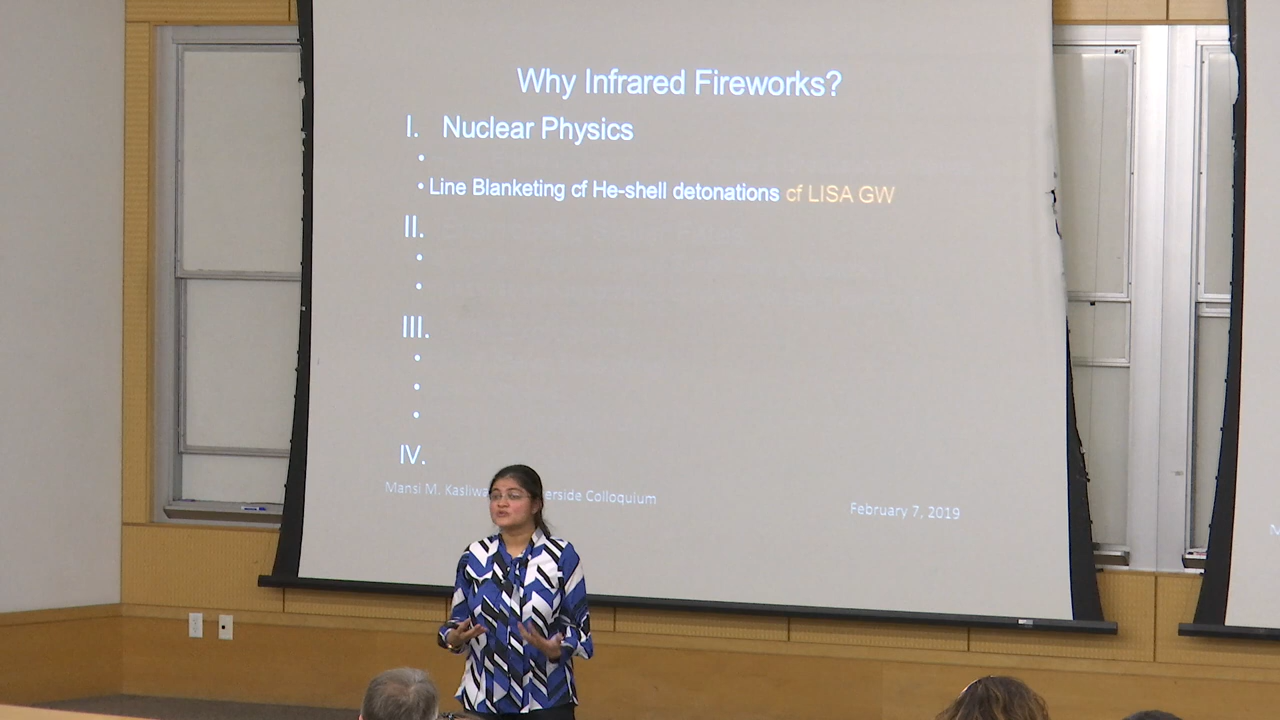 Why Infrared Fireworks?
I. Nuclear Physics
•
• Line Blanketing cf He-shell detonations cf LISA GW
II.
•
•
III.
•
•
•
IV.
Mansi M. Kasliwa erside Colloquium
February 7, 2019
M